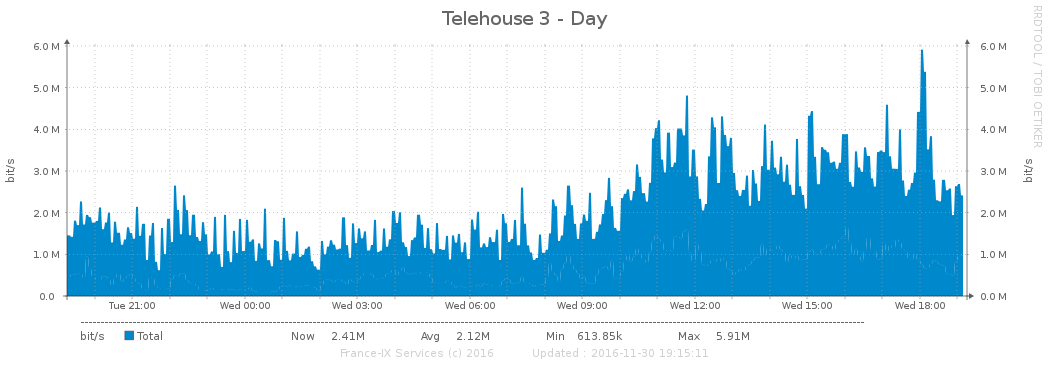 Telehouse 3 - Day
RRDTOOL / TOBI OETIKER
bit/s
bit/s
6.0 M 6.0 M
5.0 M 5.0 M
4.0 M 4.0 M
3.0 M 3.0 M
2.0 M 2.0 M
1.0 M 1.0 M
0.0 0.0 M
Tue 21:00 Wed 00:00 Wed 03:00 Wed 06:00 Wed 09:00 Wed 12:00 Wed 15:00 Wed 18:00
bit/s Total Now 2.41M Avg 2.12M Min 613.85k Max 5.91M
France-IX Services (c) 2016 Updated : 2016-11-30 19:15:11